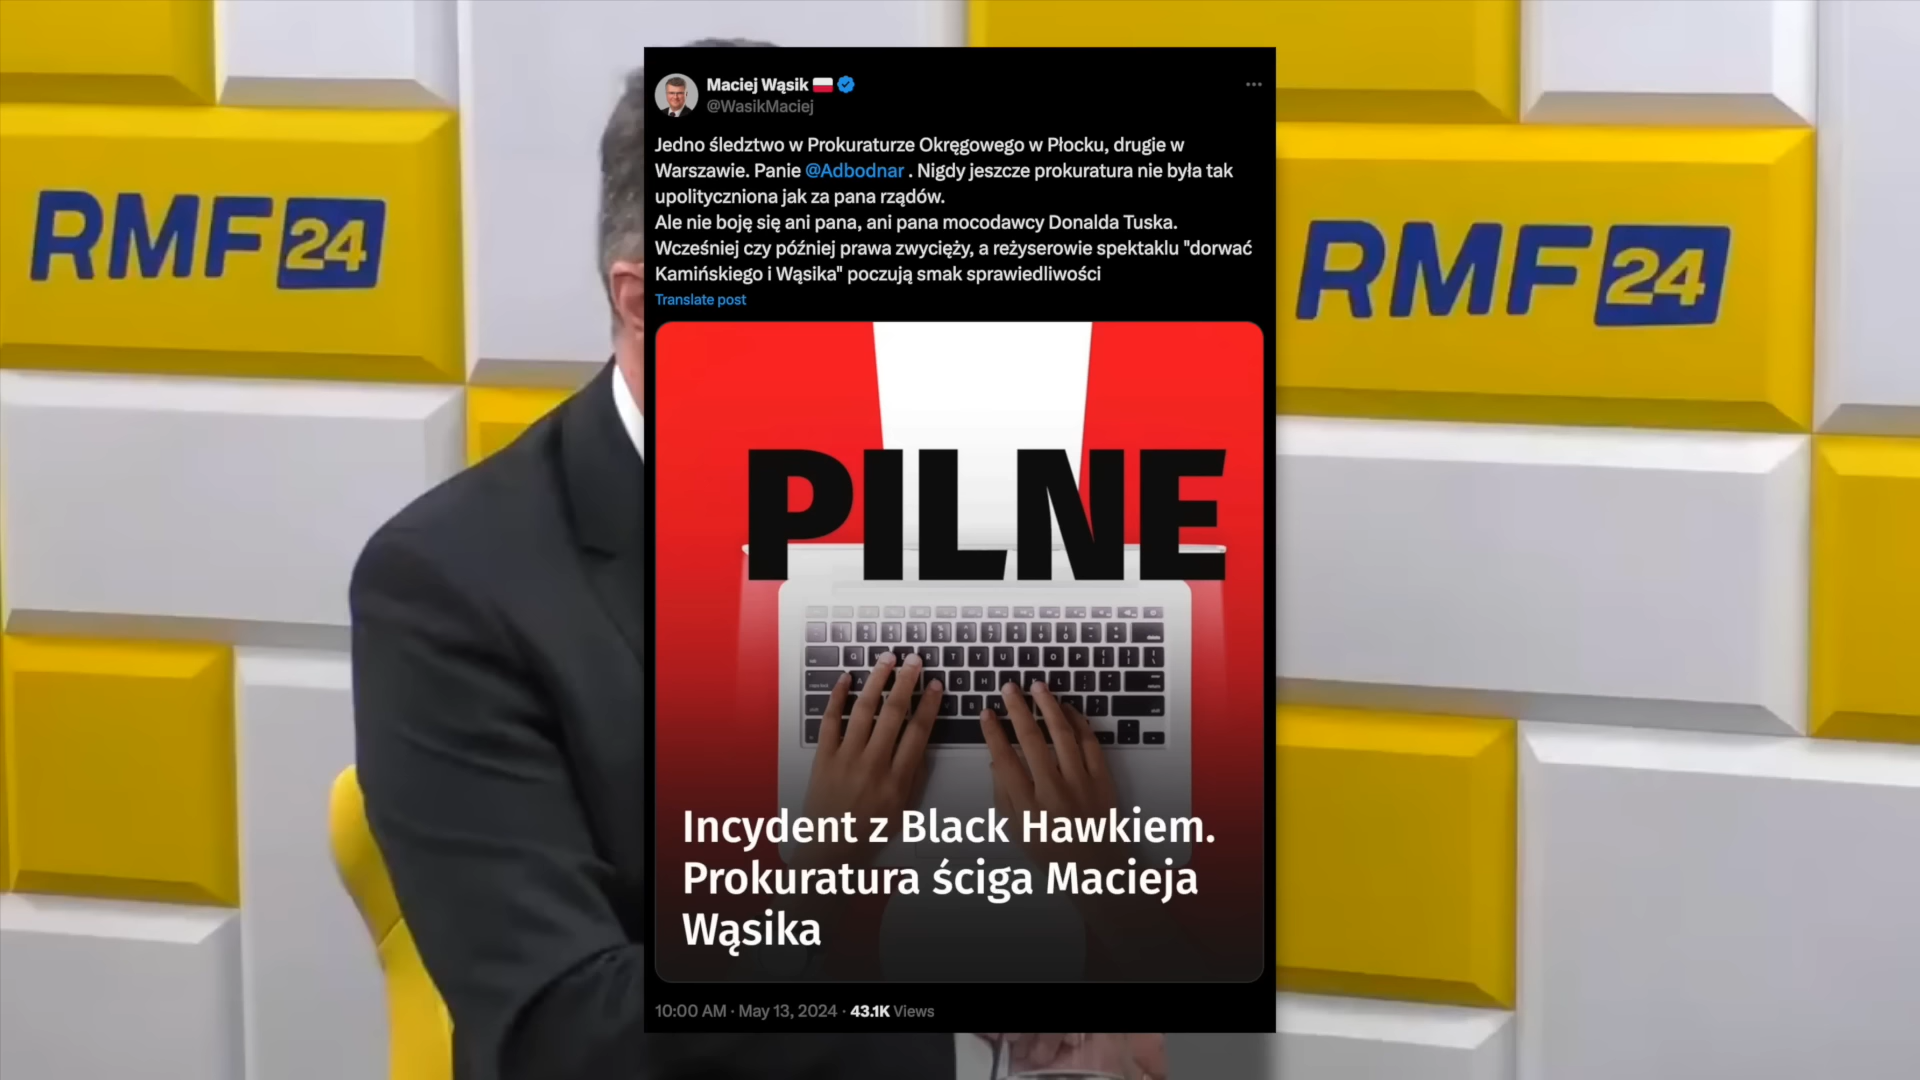 RMF24
RMF24
Maciej Wąsik
@WasikMaciej
Jedno śledztwo w Prokuraturze Okręgowego w Płocku, drugie w
Warszawie. Panie @Adbodnar . Nigdy jeszcze prokuratura nie była tak
upolityczniona jak za pana rządów.
Ale nie boję się ani pana, ani pana mocodawcy Donalda Tuska.
Wcześniej czy później prawa zwycięży, a reżyserowie spektaklu "dorwać
Kamińskiego i Wąsika" poczują smak sprawiedliwości
Translate post
PILNE
Incydent z Black Hawkiem.
Prokuratura ściga Macieja
Wąsika
10:00 AM · May 13, 2024 · 43.1K Views